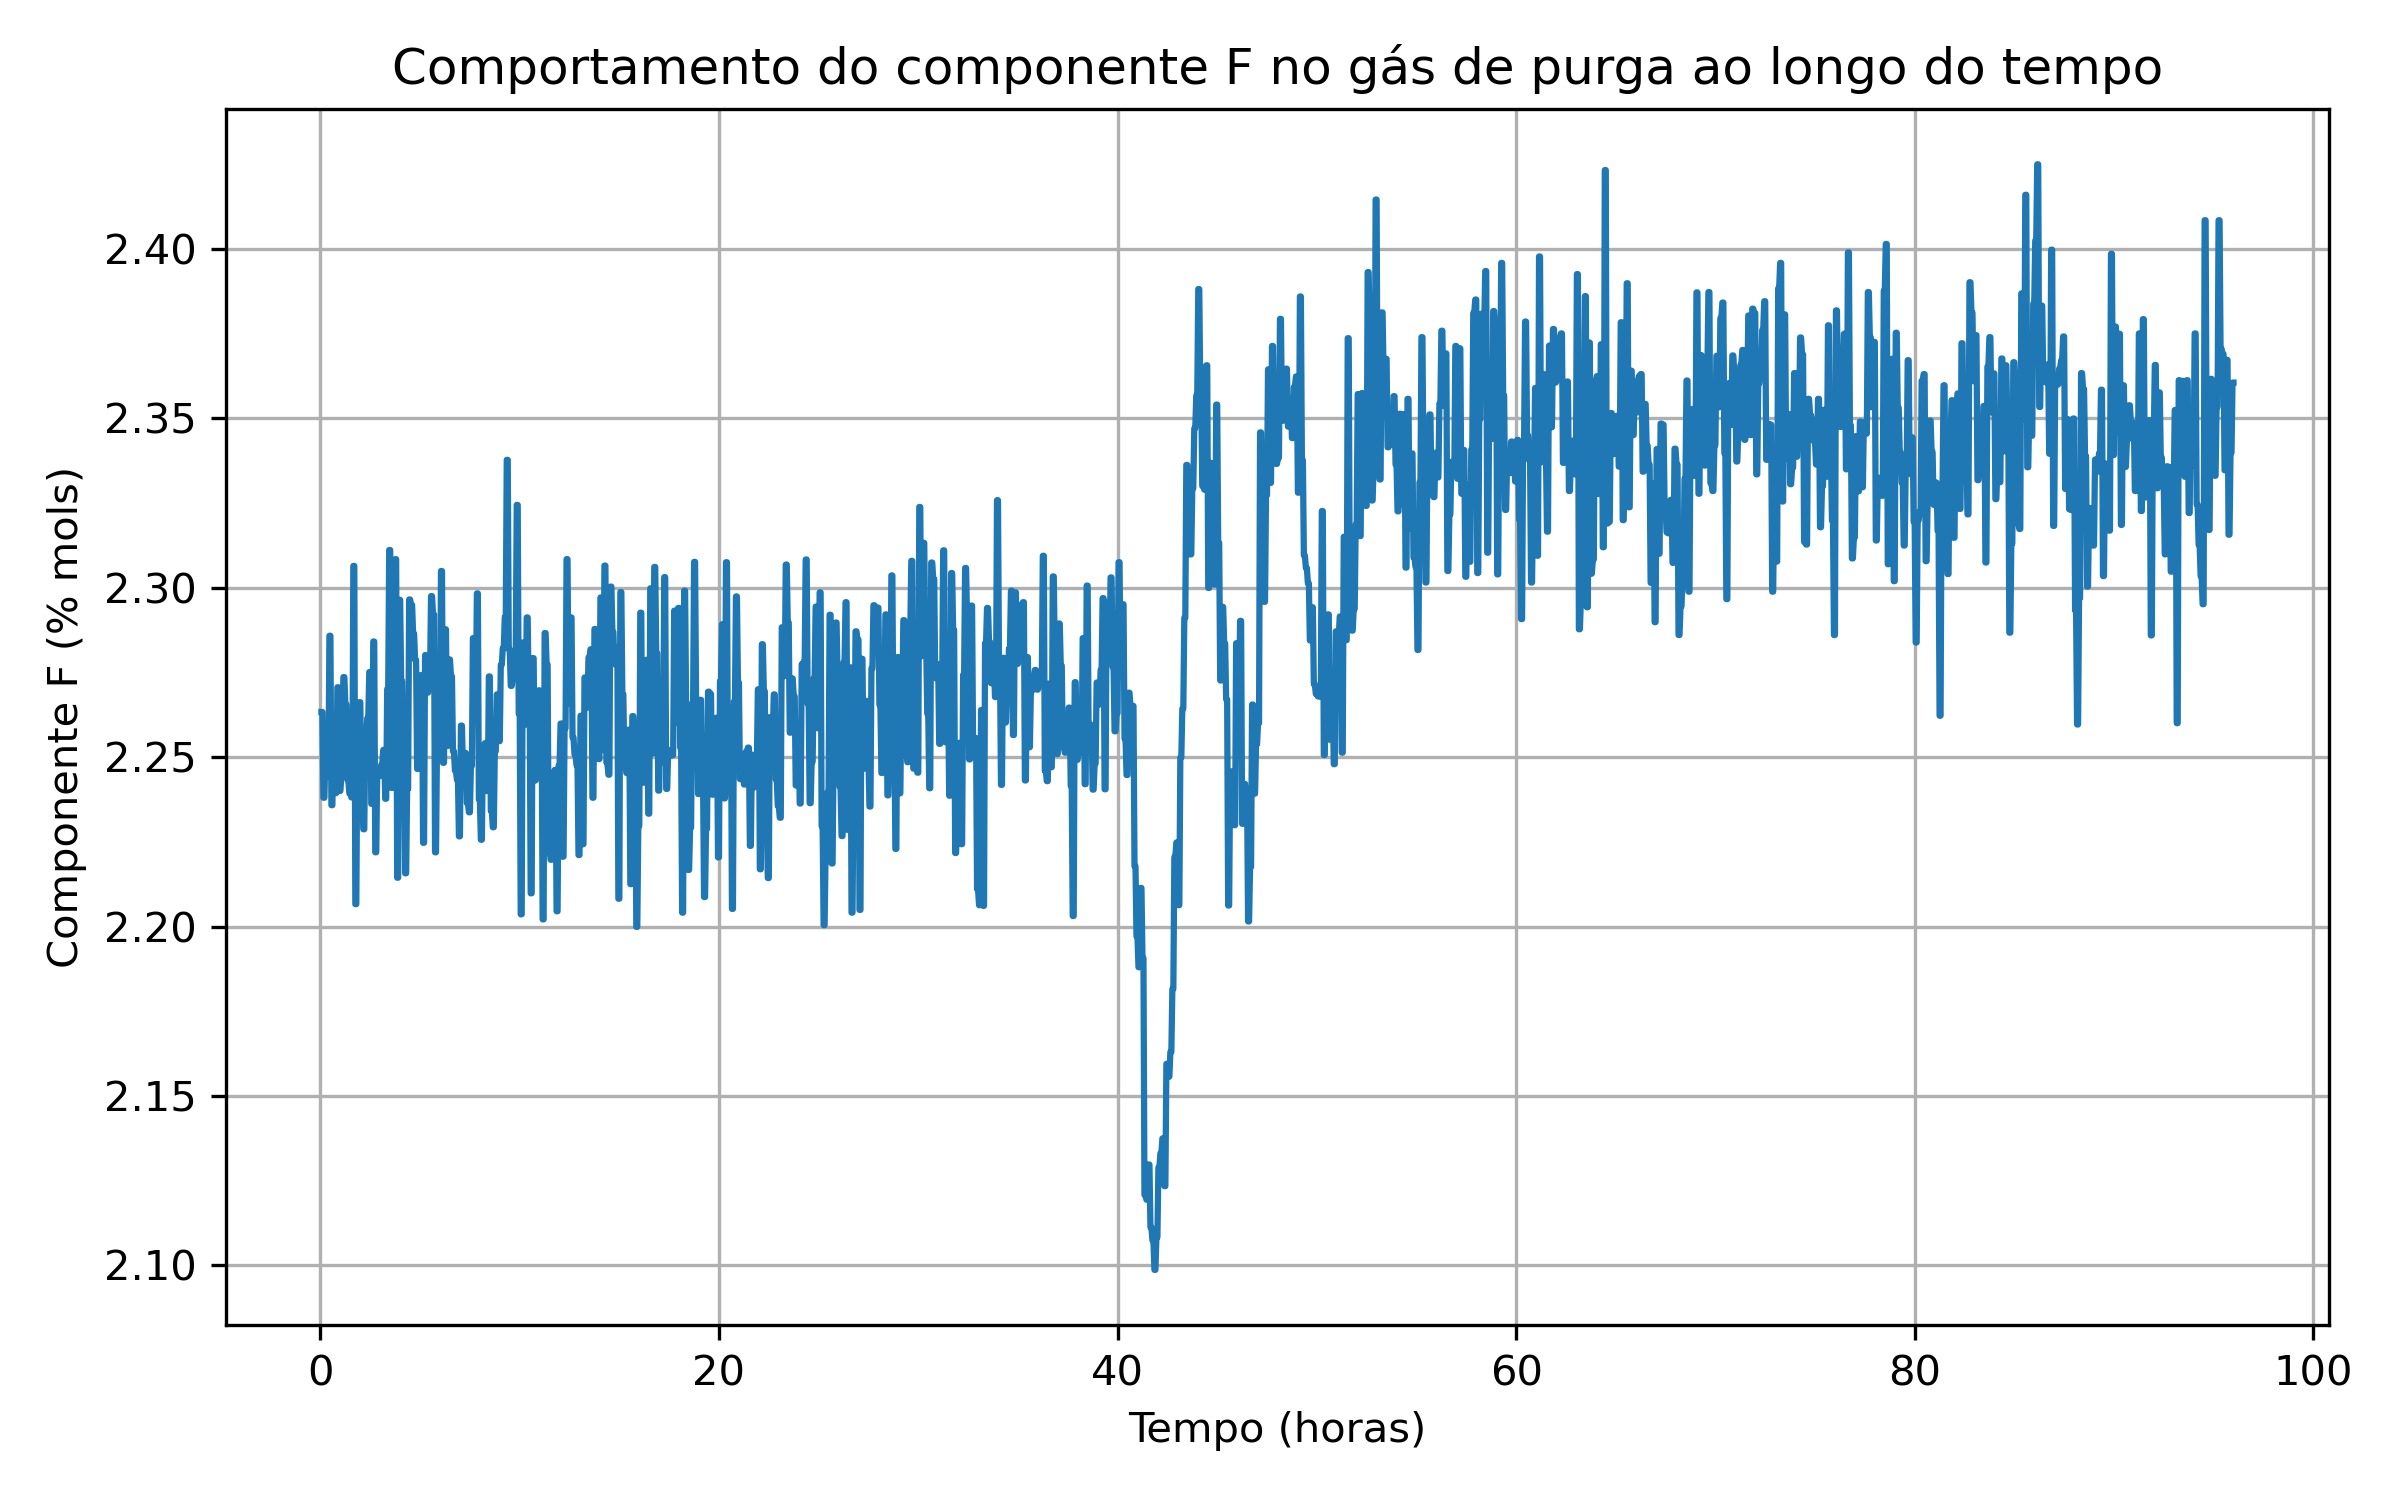 Comportamento do componente F no gás de purga ao longo do tempo
Componente F (% mols)
2.40
2.35
2.30
2.25
2.20
2.15
2.10
0 20 40 60 80 100
Tempo (horas)